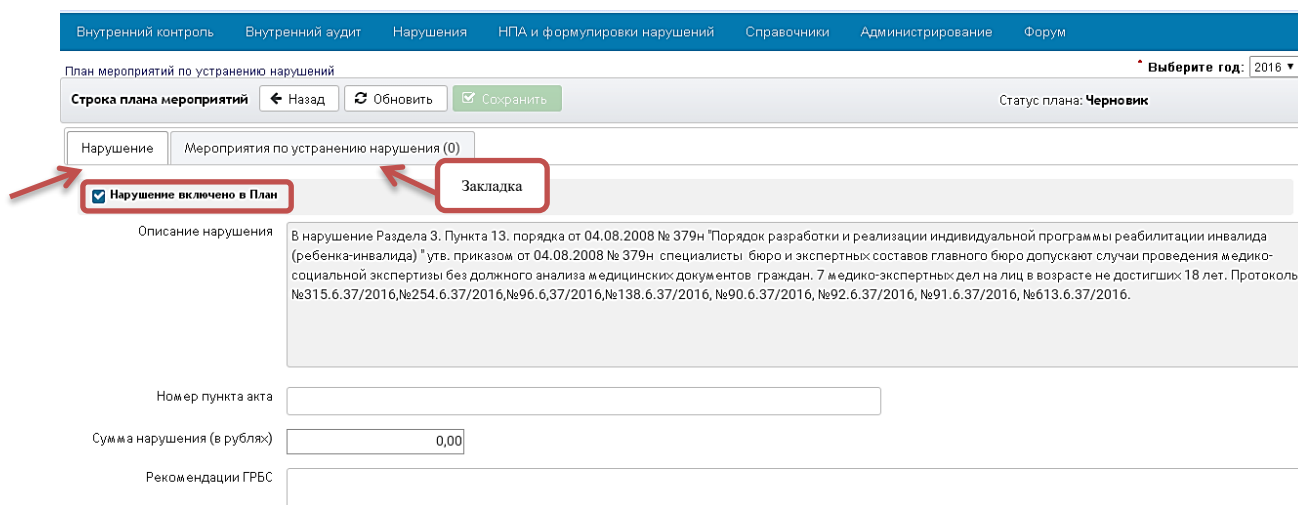 Внутренний контроль Внутренний аудит Нарушения НПА и формулировки нарушений Справочники Администрирование Форум
План мероприятий по устранению нарушений * Выберите год: 2016
Строка плана мероприятий Назад Обновить Сохранить Статус плана: Черновик
Нарушение Мероприятия по устранению нарушения (0)
Закладка
Нарушение включено в План
Описание нарушения В нарушение Раздела 3. Пункта 13. порядка от 04.08.2008 № 379н "Порядок разработки и реализации индивидуальной программы реабилитации инвалида
(ребенка-инвалида) " утв. приказом от 04.08.2008 № 379н специалисты бюро и экспертных составов главного бюро допускают случаи проведения медико-
социальной экспертизы без должного анализа медицинских документов граждан. 7 медико-экспертных дел на лиц в возрасте не достигших 18 лет. Протоколь
№315.6.37/2016,№254.6.37/2016,№96.6,37/2016,№138.6.37/2016, №90.6.37/2016, №92.6.37/2016, №91.6.37/2016, №613.6.37/2016.
Номер пункта акта
Сумма нарушения (в рублях) 0,00
Рекомендации ГРБС